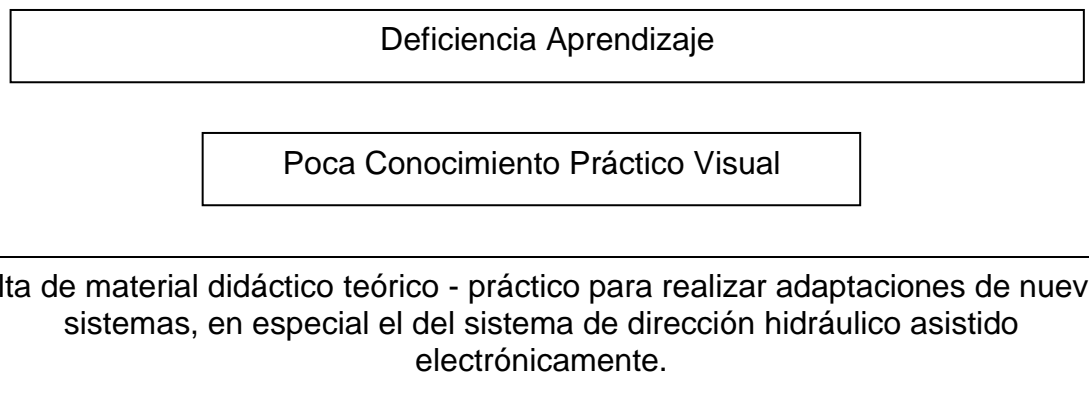 Deficiencia Aprendizaje
Poca Conocimiento Práctico Visual
lta de material didáctico teórico - práctico para realizar adaptaciones de nuev
sistemas, en especial el del sistema de dirección hidráulico asistido
electrónicamente.